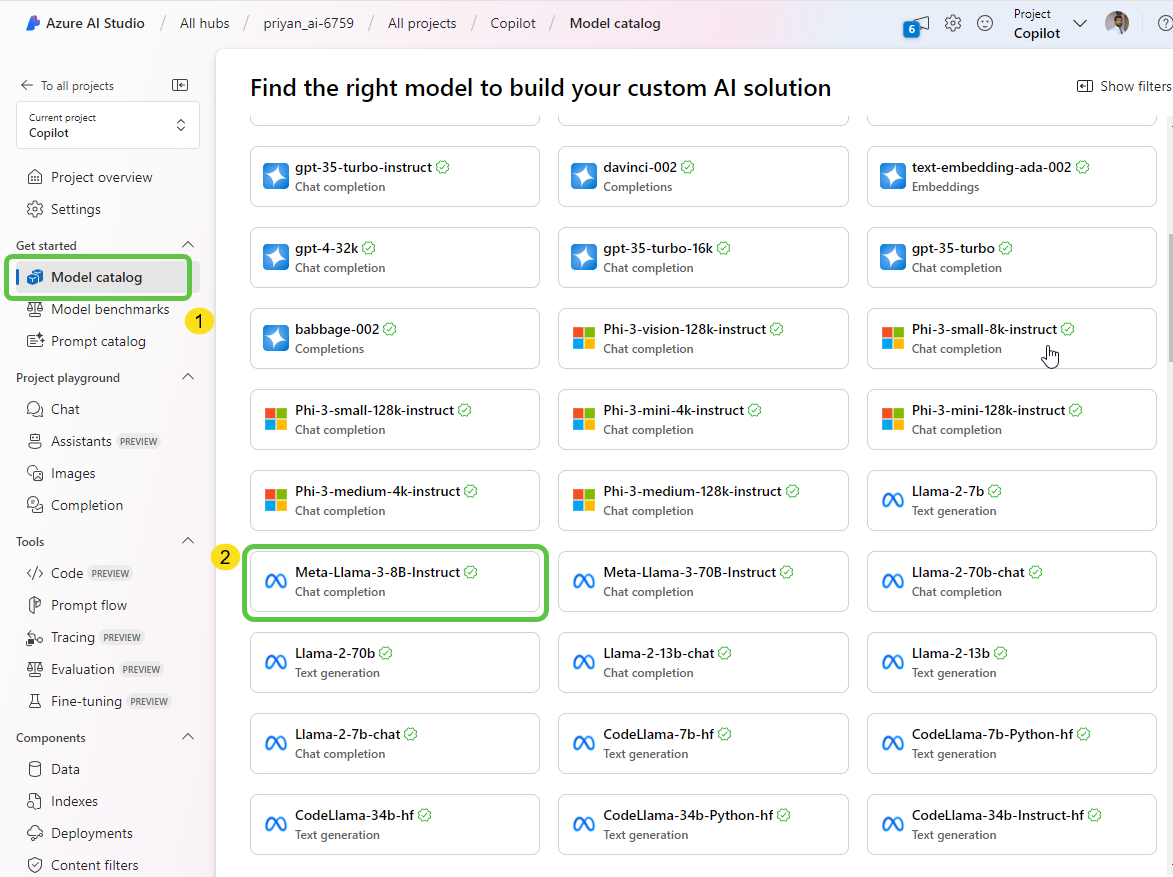 Azure AI Studio / All hubs / priyan_ai-6759 / All projects / Copilot / Model catalog
6
Project
Copilot
To all projects
Current project
Copilot
Project overview
Settings
Get started
Model catalog
1
Model benchmarks
Prompt catalog
Project playground
Chat
Assistants PREVIEW
Images
Completion
Tools
Code PREVIEW
Prompt flow
Tracing PREVIEW
Evaluation PREVIEW
Fine-tuning PREVIEW
Components
Data
Indexes
Deployments
Content filters
Find the right model to build your custom AI solution
Show filters
gpt-35-turbo-instruct
Chat completion
davinci-002
Completions
text-embedding-ada-002
Embeddings
gpt-4-32k
Chat completion
gpt-35-turbo-16k
Chat completion
gpt-35-turbo
Chat completion
babbage-002
Completions
Phi-3-vision-128k-instruct
Chat completion
Phi-3-small-8k-instruct
Chat completion
Phi-3-small-128k-instruct
Chat completion
Phi-3-mini-4k-instruct
Chat completion
Phi-3-mini-128k-instruct
Chat completion
Phi-3-medium-4k-instruct
Chat completion
Phi-3-medium-128k-instruct
Chat completion
Llama-2-7b
Text generation
2
Meta-Llama-3-8B-Instruct
Chat completion
Meta-Llama-3-70B-Instruct
Chat completion
Llama-2-70b-chat
Chat completion
Llama-2-70b
Text generation
Llama-2-13b-chat
Chat completion
Llama-2-13b
Text generation
Llama-2-7b-chat
Chat completion
CodeLlama-7b-hf
Text generation
CodeLlama-7b-Python-hf
Text generation
CodeLlama-34b-hf
Text generation
CodeLlama-34b-Python-hf
Text generation
CodeLlama-34b-Instruct-hf
Text generation